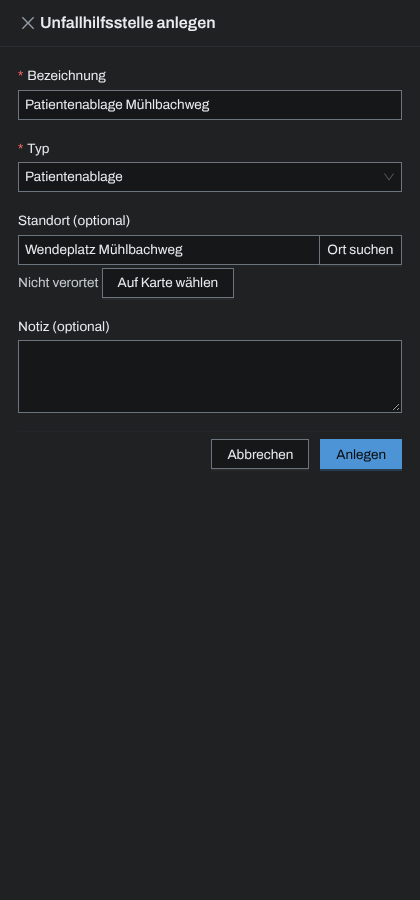 Unfallhilfsstelle anlegen
* Bezeichnung
Patientenablage Mühlbachweg
* Typ
Patientenablage
Standort (optional)
Wendeplatz Mühlbachweg Ort suchen
Nicht verortet Auf Karte wählen
Notiz (optional)
Abbrechen Anlegen